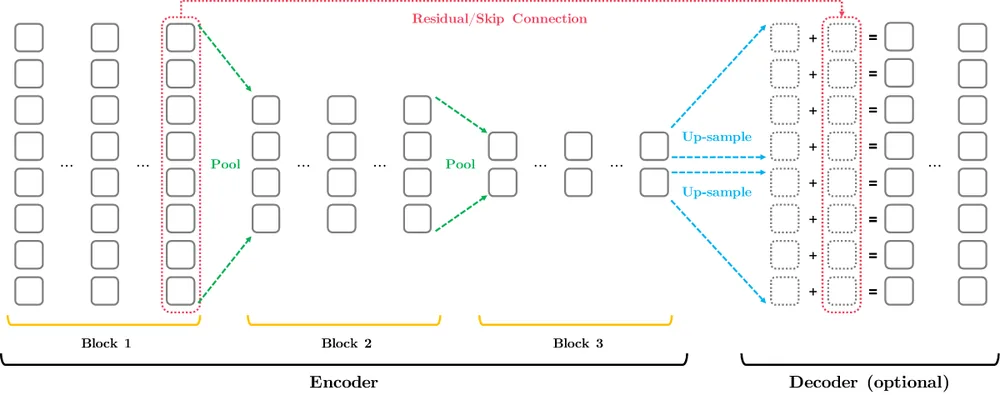 Residual/Skip Connection
+ =
+ =
+ =
Up-sample
... ... + = 
Pool ... ... Pool ... ... ...
+ =
Up-sample
+ =
+ =
+ =
Block 1 Block 2 Block 3
Encoder Decoder (optional)